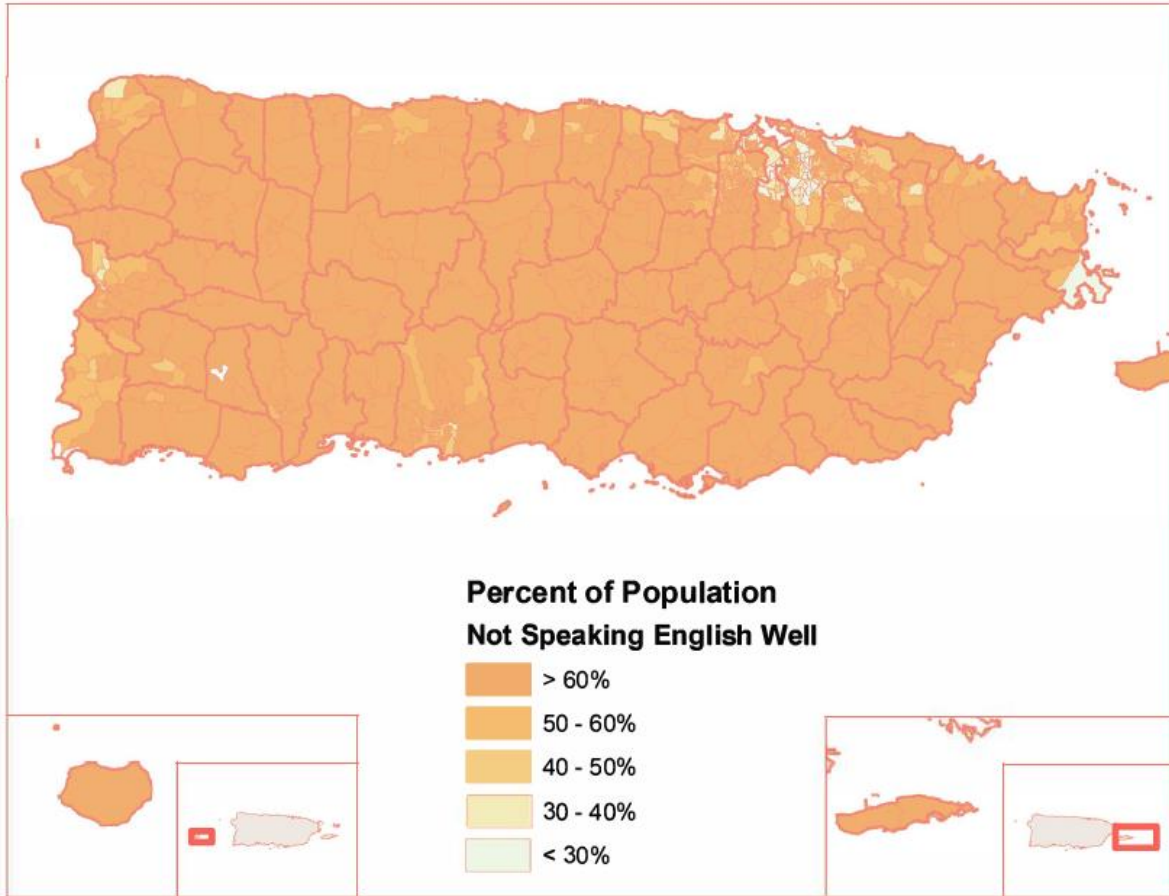 Percent of Population
Not Speaking English Well
> 60%
50 - 60%
40 - 50%
30 - 40%
< 30%